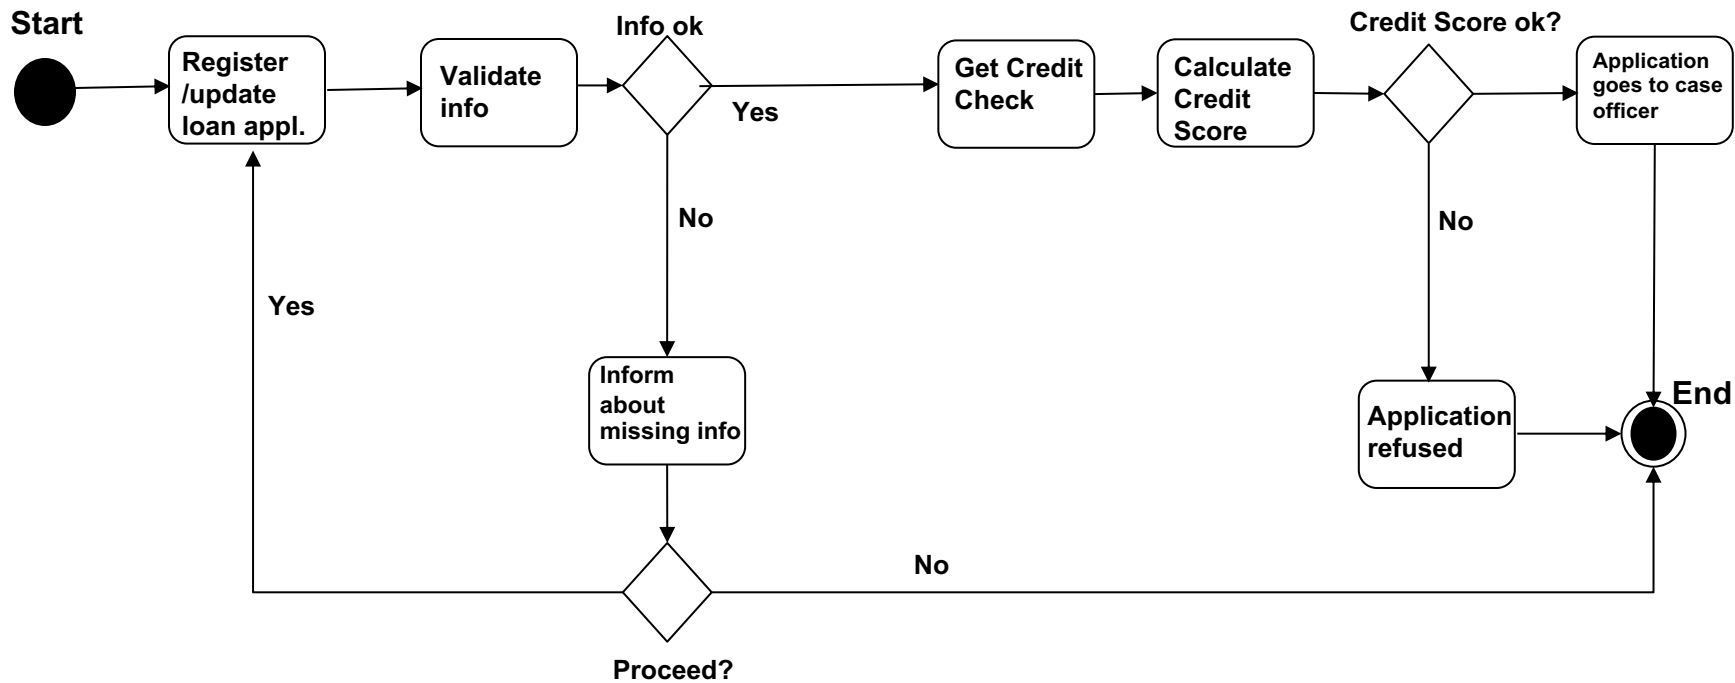 Start
Register
/update
loan appl.
Validate
info
Info ok
Yes
Get Credit
Check
Calculate
Credit
Score
Credit Score ok?
Application
goes to case
officer
No
No
Yes
Inform
about
missing info
Application
refused
End
No
Proceed?